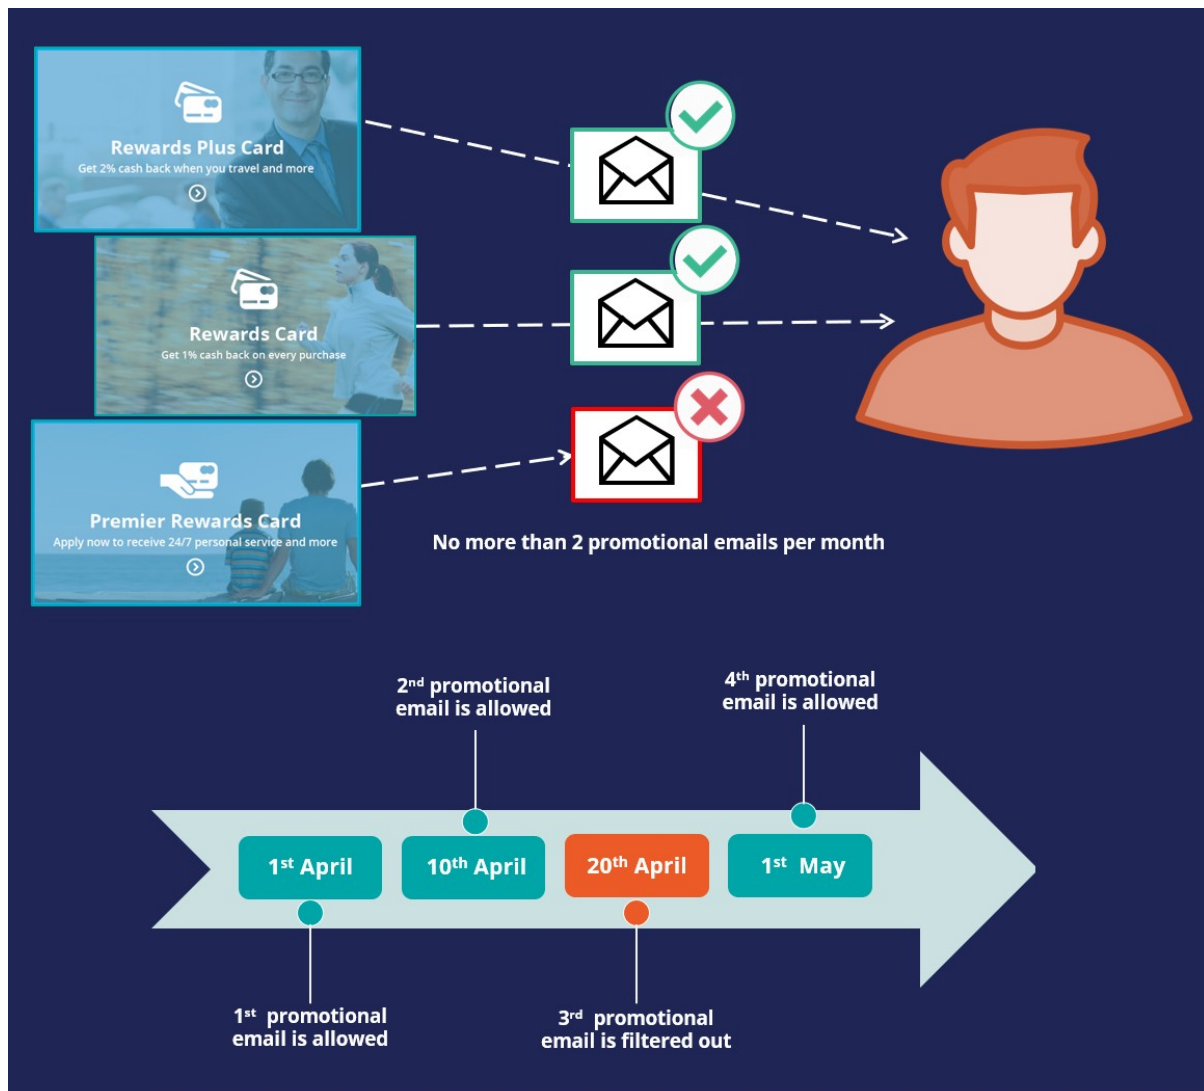 Rewards Plus Card
Get 2% cash back when you travel and more
Rewards Card
Get 1% cash back on every purchase
Premier Rewards Card
Apply now to receive 24/7 personal service and more
No more than 2 promotional emails per month
2nd promotional
email is allowed
4th promotional
email is allowed
1st April
10th April
20th April
1st May
1st promotional
email is allowed
3rd promotional
email is filtered out